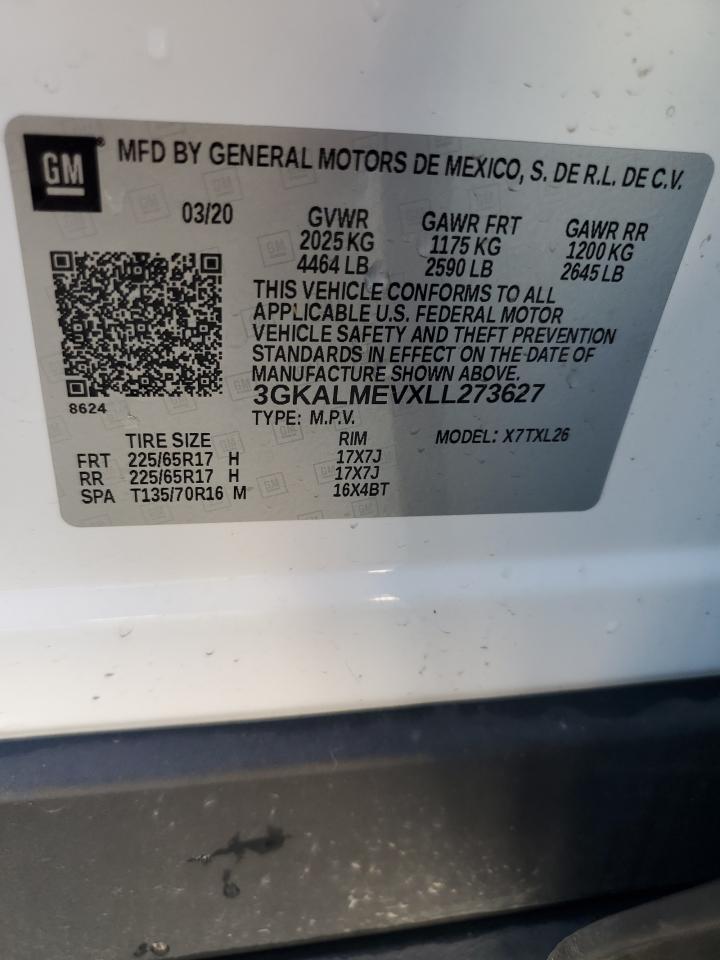 GM® MFD BY GENERAL MOTORS DE MEXICO, S. DE R.L. DE C.V.
03/20 GVWR GAWR FRT GAWR RR
2025 KG 1175 KG 1200 KG
4464 LB 2590 LB 2645 LB
THIS VEHICLE CONFORMS TO ALL
APPLICABLE U.S. FEDERAL MOTOR
VEHICLE SAFETY AND THEFT PREVENTION
STANDARDS IN EFFECT ON THE DATE OF
MANUFACTURE SHOWN ABOVE.
8624 3GKALMEVXLL273627
TYPE: M.P.V. MODEL: X7TXL26
TIRE SIZE RIM
FRT 225/65R17 H 17X7J
RR 225/65R17 H 17X7J
SPA T135/70R16 M 16X4BT